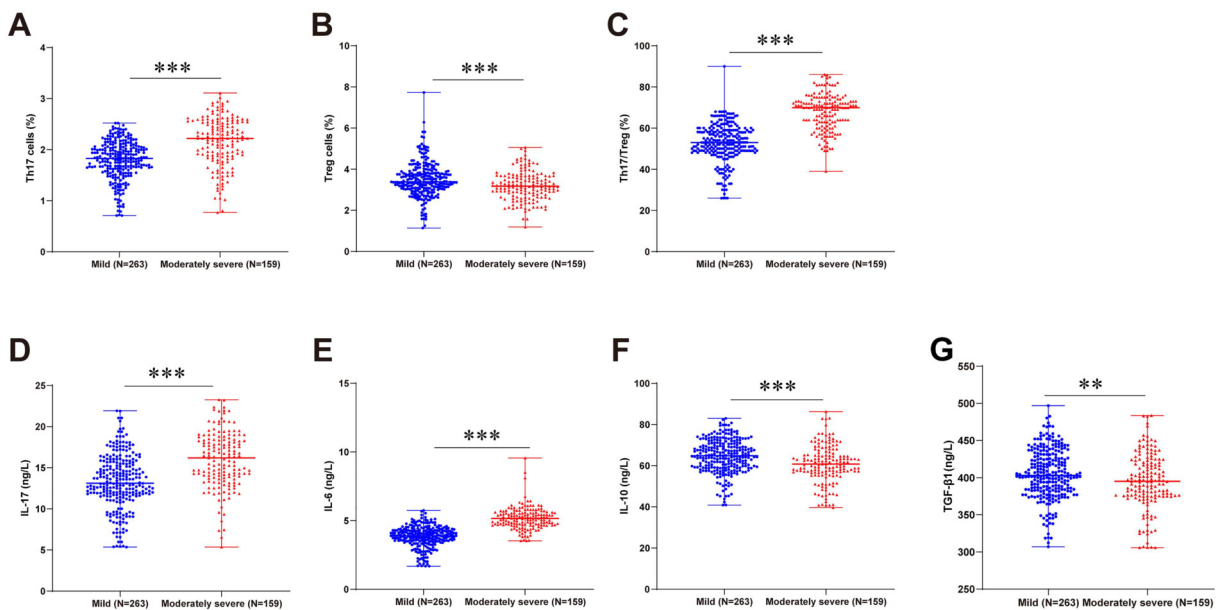 A
Th17 cells (%)
4
3
2
1
0
***
Mild (N=263) Moderately severe (N=159)
B
Treg cells (%)
10
8
6
4
2
0
***
Mild (N=263) Moderately severe (N=159)
C
Th17/Treg (%)
100
80
60
40
20
0
***
Mild (N=263) Moderately severe (N=159)
D
IL-17 (ng/L)
25
20
15
10
5
0
***
Mild (N=263) Moderately severe (N=159)
E
IL-6 (ng/L)
15
10
5
0
***
Mild (N=263) Moderately severe (N=159)
F
IL-10 (ng/L)
100
80
60
40
20
0
***
Mild (N=263) Moderately severe (N=159)
G
TGF-β1 (ng/L)
550
500
450
400
350
300
250
**
Mild (N=263) Moderately severe (N=159)